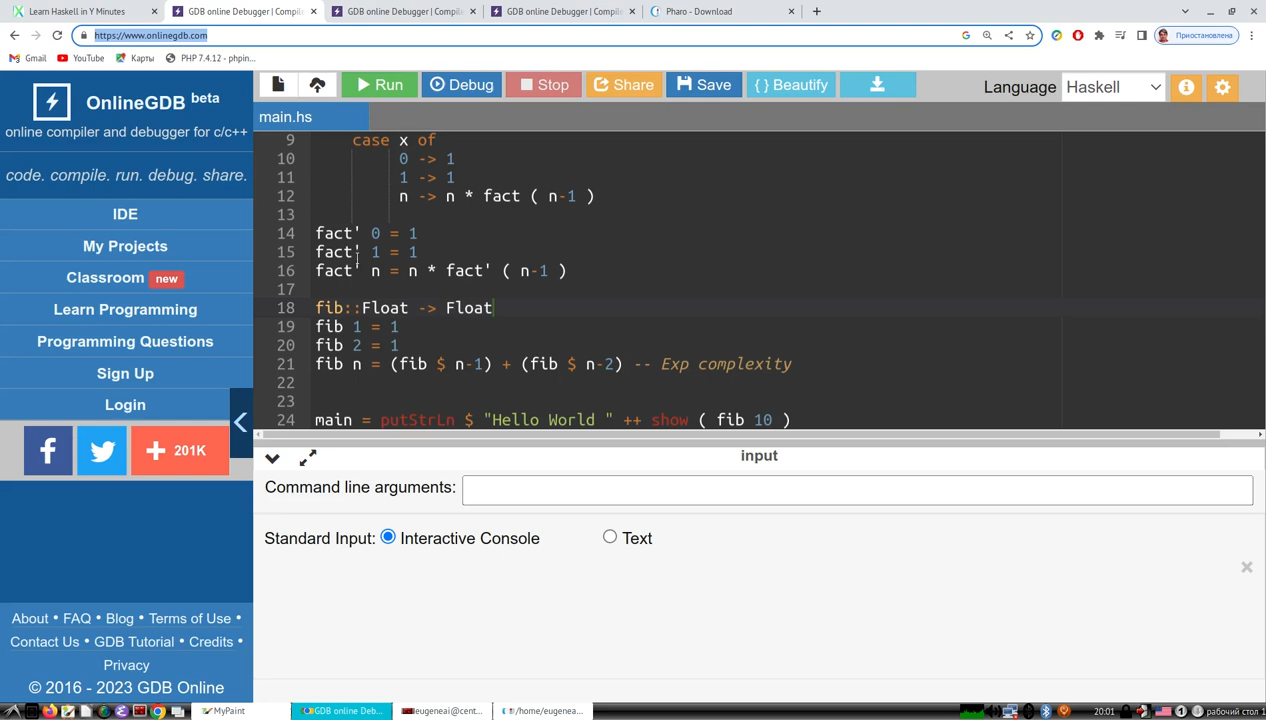 Learn Haskell in Y Minutes
GDB online Debugger | Compile
GDB online Debugger | Compil
GDB online Debugger | Compil
Pharo - Download
https://www.onlinegdb.com
Приостановлена
Gmail
YouTube
Карты
PHP 7.4.12 - phpin...
OnlineGDB beta
online compiler and debugger for c/c++
code. compile. run. debug. share.
IDE
My Projects
Classroom new
Learn Programming
Programming Questions
Sign Up
Login
201K
About • FAQ • Blog • Terms of Use •
Contact Us • GDB Tutorial • Credits •
Privacy
© 2016 - 2023 GDB Online
Run
Debug
Stop
Share
Save
{ } Beautify
Language Haskell
main.hs
9 case x of
10 0 -> 1
11 1 -> 1
12 n -> n * fact ( n-1 )
13
14 fact' 0 = 1
15 fact' 1 = 1
16 fact' n = n * fact' ( n-1 )
17
18 fib::Float -> Float
19 fib 1 = 1
20 fib 2 = 1
21 fib n = (fib $ n-1) + (fib $ n-2) -- Exp complexity
22
23
24 main = putStrLn $ "Hello World " ++ show ( fib 10 )
input
Command line arguments:
Standard Input: Interactive Console Text
MyPaint
GDB online Deb...
eugeneai@cent...
/home/eugenea...
20:01
рабочий стол 1